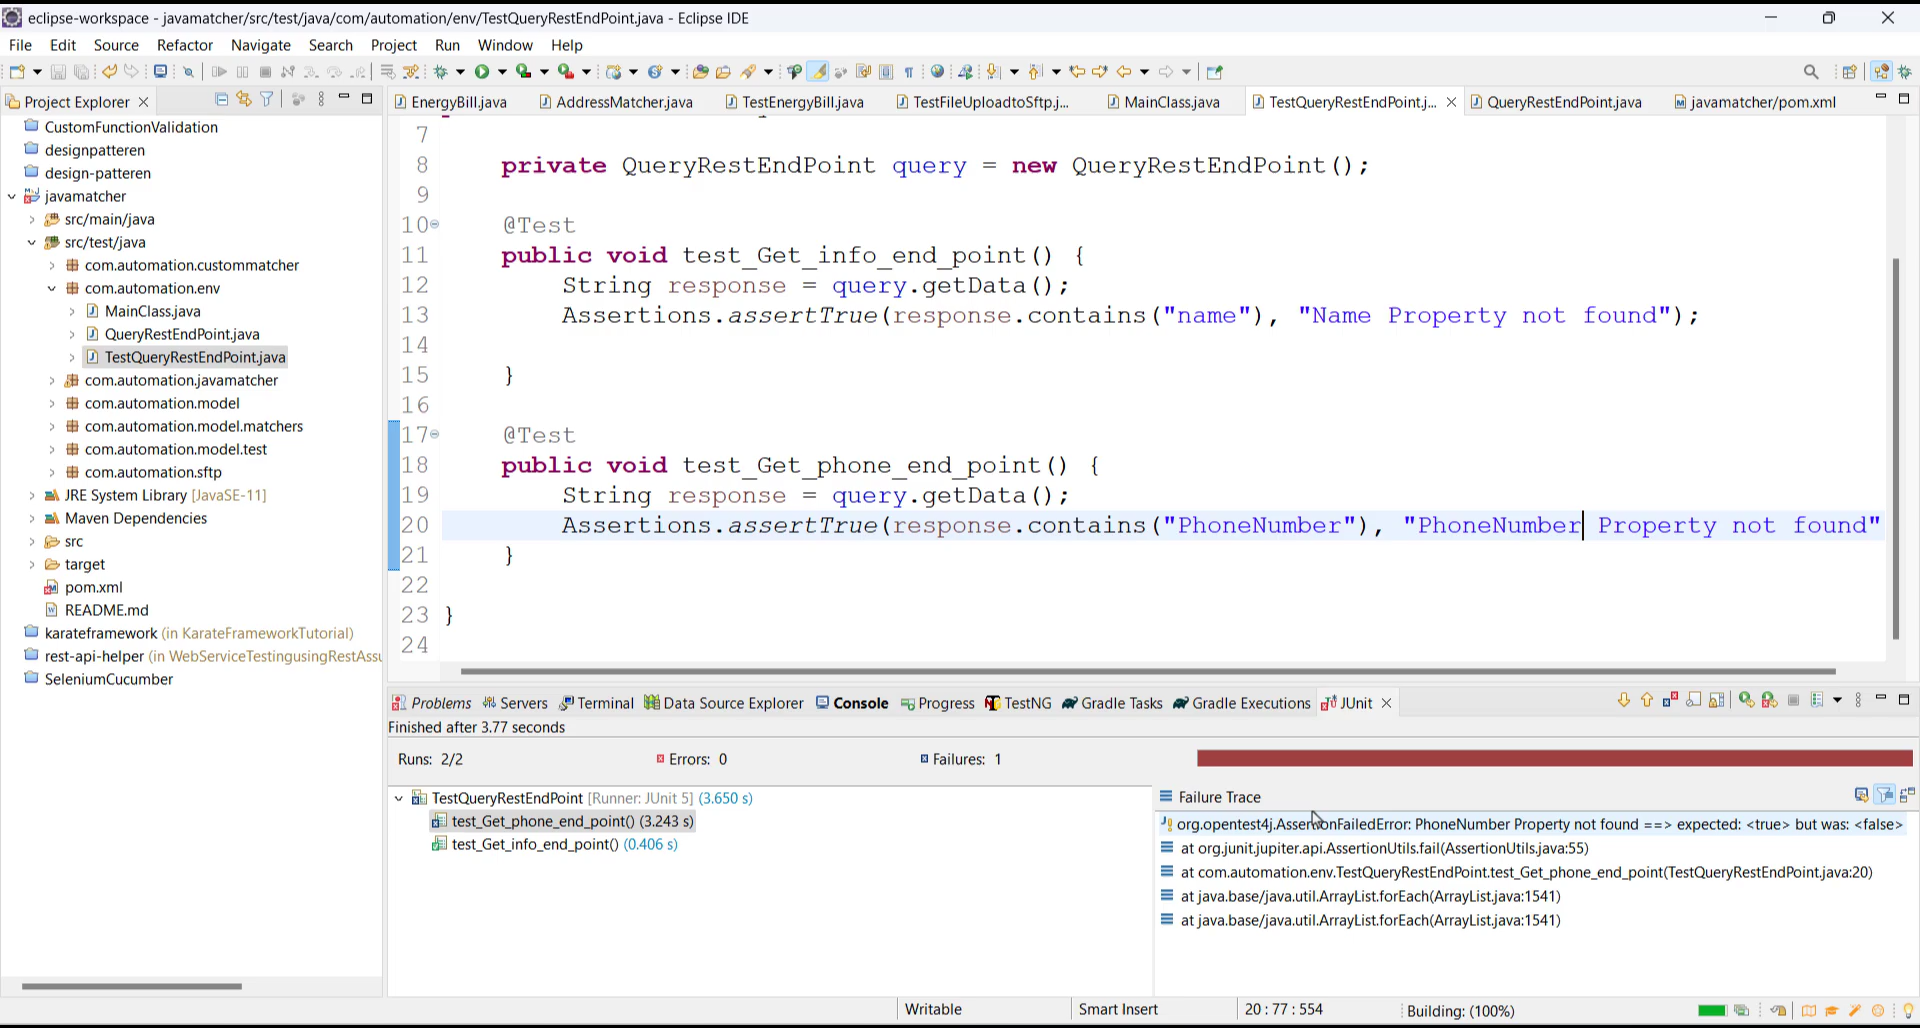 eclipse-workspace - javamatcher/src/test/java/com/automation/env/TestQueryRestEndPoint.java - Eclipse IDE
File Edit Source Refactor Navigate Search Project Run Window Help
Project Explorer
EnergyBill.java AddressMatcher.java TestEnergyBill.java TestFileUploadtoSftp.j... MainClass.java TestQueryRestEndPoint.j... QueryRestEndPoint.java javamatcher/pom.xml
CustomFunctionValidation
designpatteren
design-patteren
javamatcher
src/main/java
src/test/java
com.automation.custommatcher
com.automation.env
MainClass.java
QueryRestEndPoint.java
TestQueryRestEndPoint.java
com.automation.javamatcher
com.automation.model
com.automation.model.matchers
com.automation.model.test
com.automation.sftp
JRE System Library [JavaSE-11]
Maven Dependencies
src
target
pom.xml
README.md
karateframework (in KarateFrameworkTutorial)
rest-api-helper (in WebServiceTestingusingRestAssu
SeleniumCucumber
7
8 private QueryRestEndPoint query = new QueryRestEndPoint();
9
10 @Test
11 public void test_Get_info_end_point() {
12 String response = query.getData();
13 Assertions.assertTrue(response.contains("name"), "Name Property not found");
14
15 }
16
17 @Test
18 public void test_Get_phone_end_point() {
19 String response = query.getData();
20 Assertions.assertTrue(response.contains("PhoneNumber"), "PhoneNumber Property not found"
21 }
22
23 }
24
Problems Servers Terminal Data Source Explorer Console Progress TestNG Gradle Tasks Gradle Executions JUnit
Finished after 3.77 seconds
Runs: 2/2 Errors: 0 Failures: 1
TestQueryRestEndPoint [Runner: JUnit 5] (3.650 s)
test_Get_phone_end_point() (3.243 s)
test_Get_info_end_point() (0.406 s)
Failure Trace
org.opentest4j.AssertionFailedError: PhoneNumber Property not found ==> expected: <true> but was: <false>
at org.junit.jupiter.api.AssertionUtils.fail(AssertionUtils.java:55)
at com.automation.env.TestQueryRestEndPoint.test_Get_phone_end_point(TestQueryRestEndPoint.java:20)
at java.base/java.util.ArrayList.forEach(ArrayList.java:1541)
at java.base/java.util.ArrayList.forEach(ArrayList.java:1541)
Writable Smart Insert 20 : 77 : 554 Building: (100%)